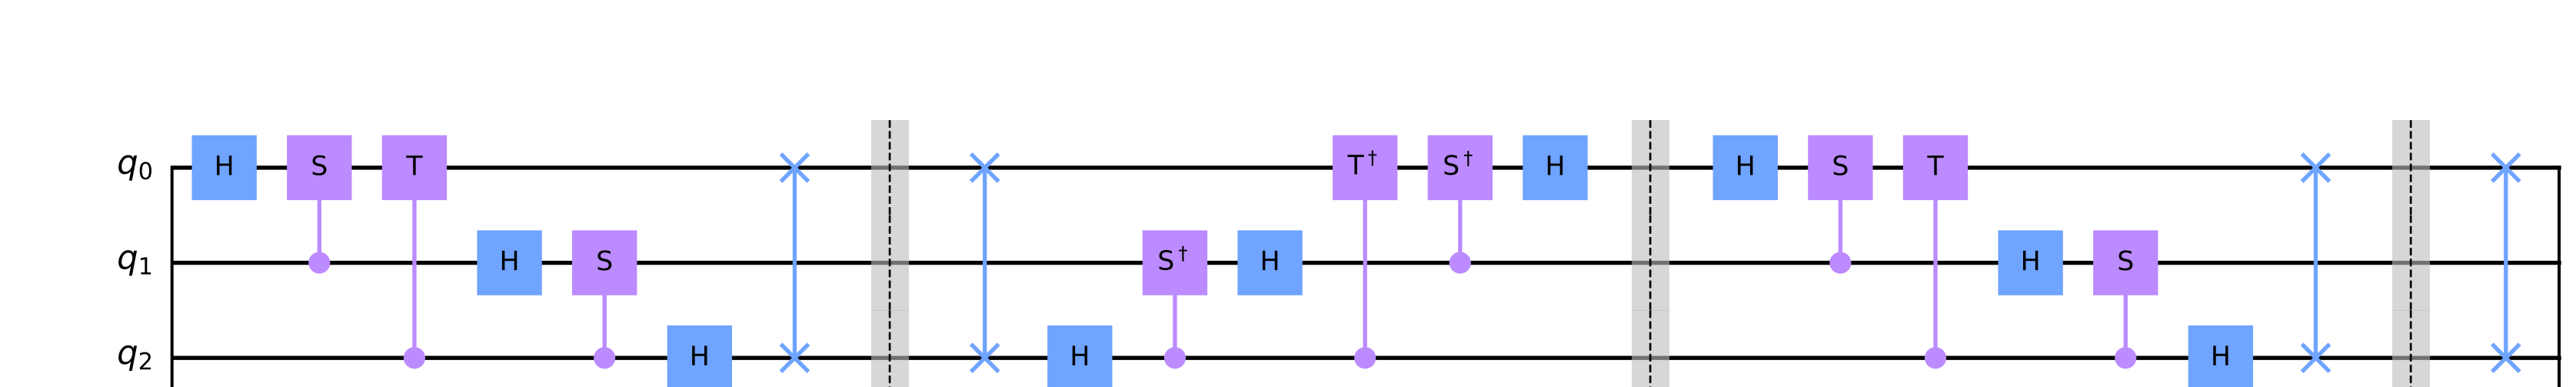 q0 H S T T† S† H H S T
q1 H S S† H H S
q2 H H H